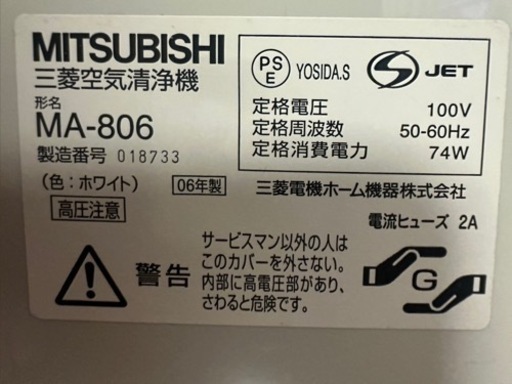 MITSUBISHI
三菱空気清浄機
形名
MA-806
製造番号 018733
(色:ホワイト) 06年製
高圧注意
PSE YOSIDA.S S JET
定格電圧 100V
定格周波数 50-60Hz
定格消費電力 74W
三菱電機ホーム機器株式会社
電流ヒューズ 2A
警告
サービスマン以外の人は
このカバーを外さない。
内部に高電圧部があり、
さわると危険です。
G